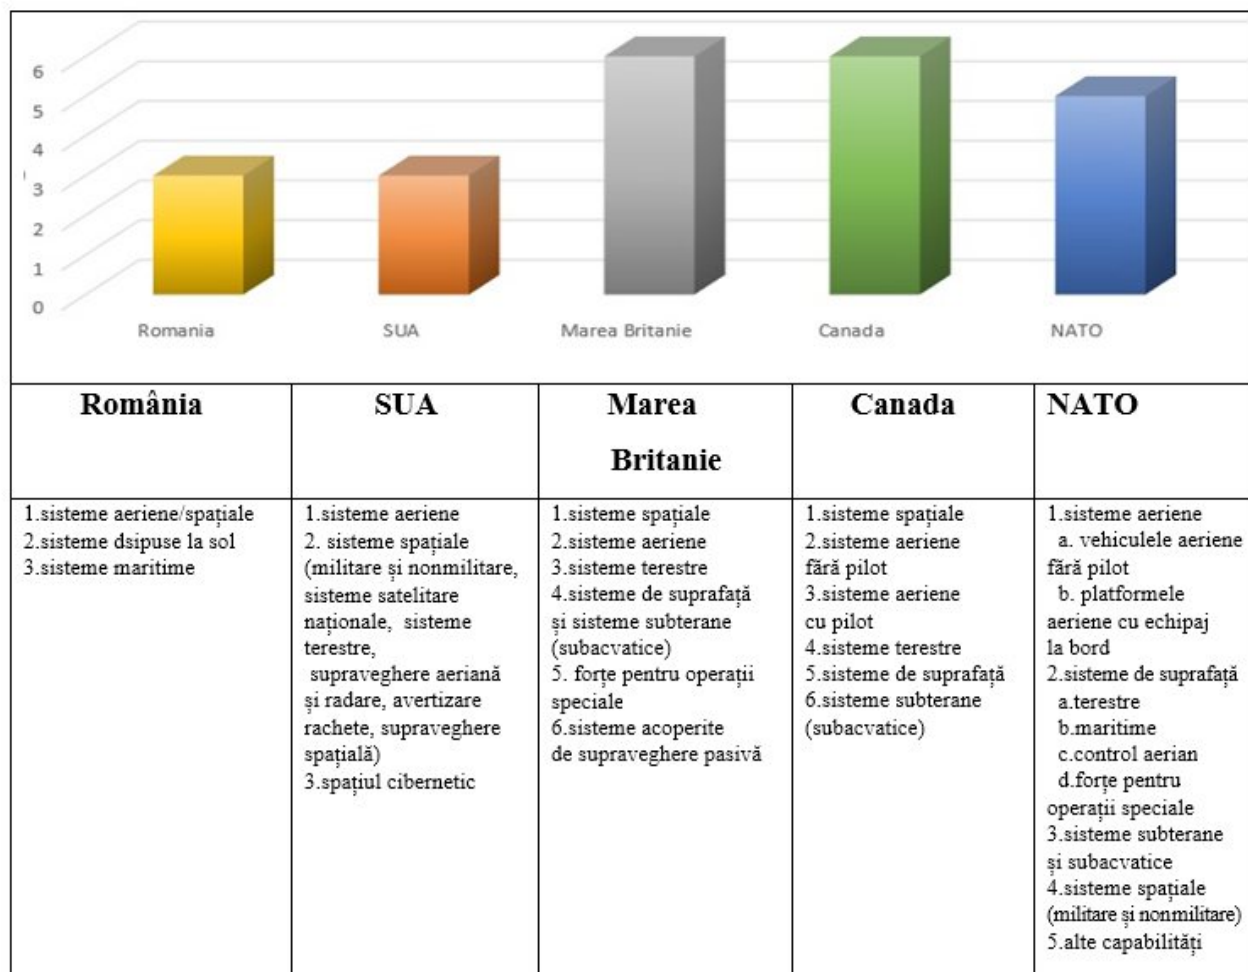 6
5
4
3
2
1
0
Romania SUA Marea Britanie Canada NATO
România
SUA
Marea
Britanie
Canada
NATO
1.sisteme aeriene/spațiale
2.sisteme dsipuse la sol
3.sisteme maritime
1.sisteme aeriene
2. sisteme spațiale
(militare și nonmilitare,
sisteme satelitare
naționale, sisteme
terestre,
supraveghere aeriană
și radare, avertizare
rachete, supraveghere
spațială)
3.spațiul cibernetic
1.sisteme spațiale
2.sisteme aeriene
3.sisteme terestre
4.sisteme de suprafață
și sisteme subterane
(subacvatice)
5. forțe pentru operații
speciale
6.sisteme acoperite
de supraveghere pasivă
1.sisteme spațiale
2.sisteme aeriene
fără pilot
3.sisteme aeriene
cu pilot
4.sisteme terestre
5.sisteme de suprafață
6.sisteme subterane
(subacvatice)
1.sisteme aeriene
a. vehiculele aeriene
fără pilot
b. platformele
aeriene cu echipaj
la bord
2.sisteme de suprafață
a.terestre
b.maritime
c.control aerian
d.forțe pentru
operații speciale
3.sisteme subterane
și subacvatice
4.sisteme spațiale
(militare și nonmilitare)
5.alte capabilități